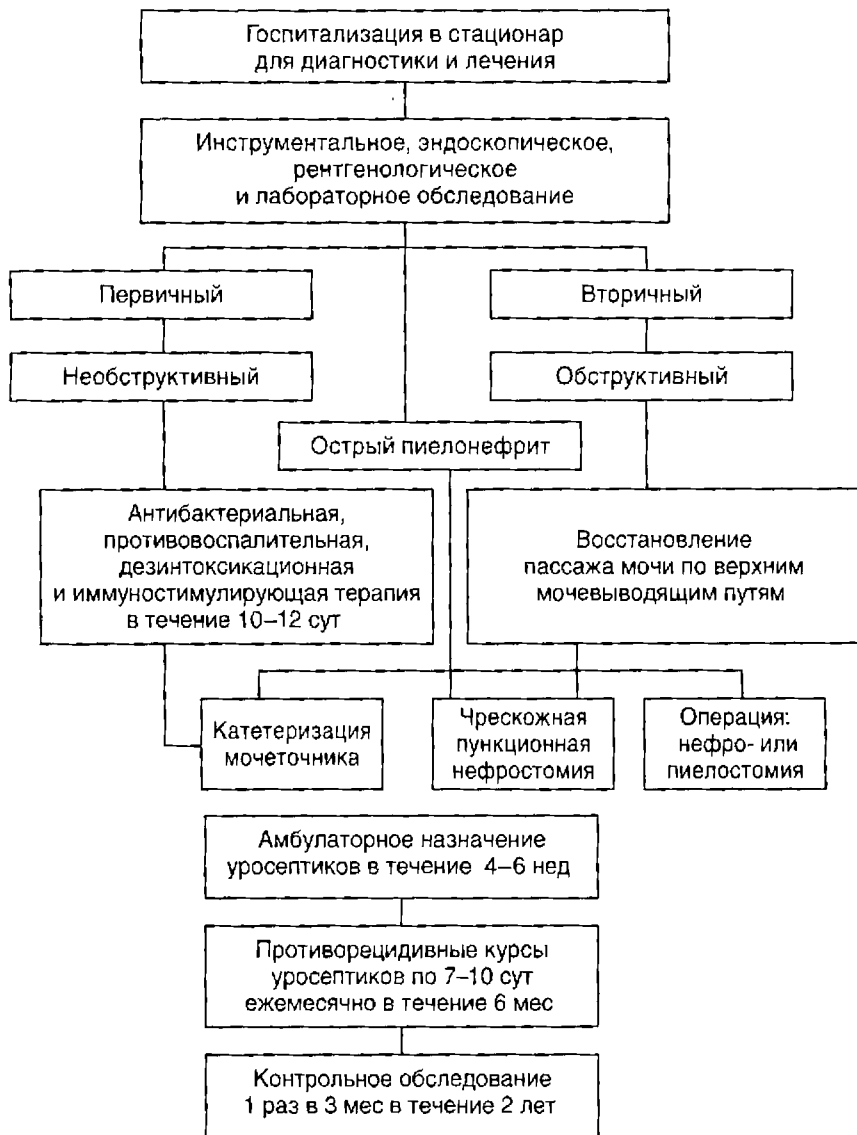 Госпитализация в стационар
для диагностики и лечения
Инструментальное, эндоскопическое,
рентгенологическое
и лабораторное обследование
Первичный
Вторичный
Необструктивный
Обструктивный
Острый пиелонефрит
Антибактериальная,
противовоспалительная,
дезинтоксикационная
и иммуностимулирующая терапия
в течение 10–12 сут
Восстановление
пассажа мочи по верхним
мочевыводящим путям
Катетеризация
мочеточника
Чрескожная
пункционная
нефростомия
Операция:
нефро- или
пиелостомия
Амбулаторное назначение
уросептиков в течение 4–6 нед
Противорецидивные курсы
уросептиков по 7–10 сут
ежемесячно в течение 6 мес
Контрольное обследование
1 раз в 3 мес в течение 2 лет